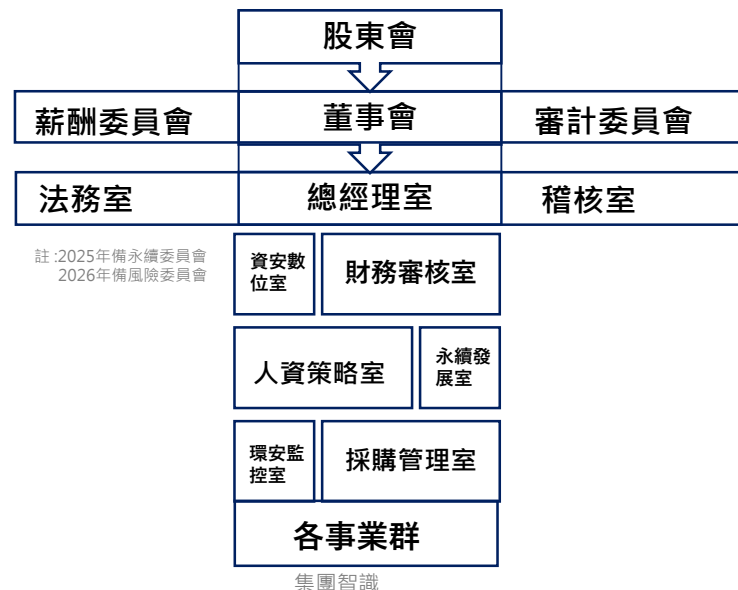 股東會
薪酬委員會
董事會
審計委員會
法務室
總經理室
稽核室
註:2025年備永續委員會
2026年備風險委員會
資安數
位室
財務審核室
人資策略室
永續發
展室
環安監
控室
採購管理室
各事業群
集團智識